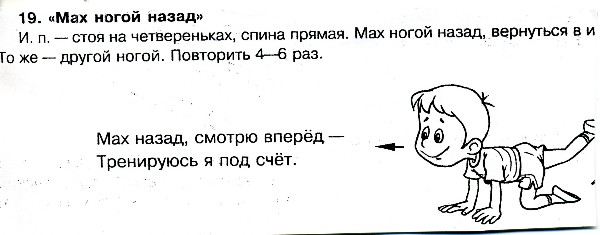 19. «Мах ногой назад»
И. п. — стоя на четвереньках, спина прямая. Мах ногой назад, вернуться в и
То же — другой ногой. Повторить 4—6 раз.
Мах назад, смотрю вперёд —
Тренируюсь я под счёт.